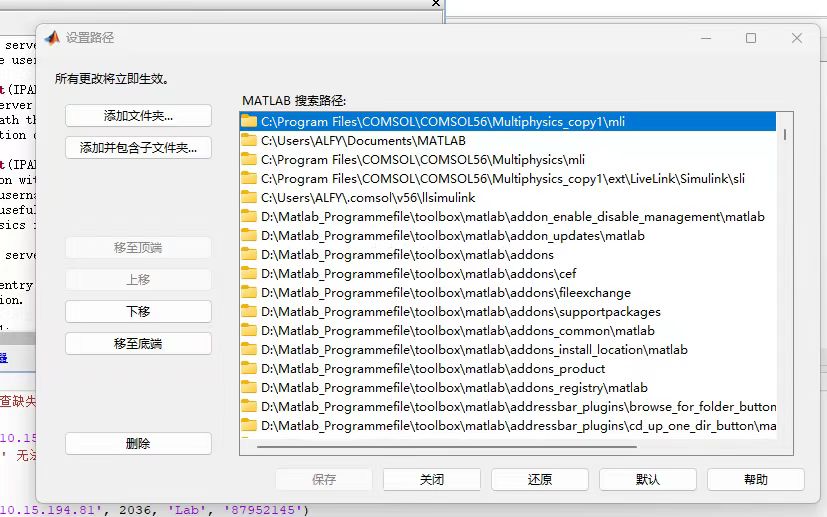 设置路径
serve
e user
所有更改将立即生效。
t(IPAD
MATLAB 搜索路径:
添加文件夹...
添加并包含子文件夹...
移至顶端
上移
下移
移至底端
删除
C:\Program Files\COMSOL\COMSOL56\Multiphysics_copy1\mli
C:\Users\ALFY\Documents\MATLAB
C:\Program Files\COMSOL\COMSOL56\Multiphysics\mli
C:\Program Files\COMSOL\COMSOL56\Multiphysics_copy1\ext\LiveLink\Simulink\sli
C:\Users\ALFY\.comsol\v56\llsimulink
D:\Matlab_Programmefile\toolbox\matlab\addon_enable_disable_management\matlab
D:\Matlab_Programmefile\toolbox\matlab\addon_updates\matlab
D:\Matlab_Programmefile\toolbox\matlab\addons
D:\Matlab_Programmefile\toolbox\matlab\addons\cef
D:\Matlab_Programmefile\toolbox\matlab\addons\fileexchange
D:\Matlab_Programmefile\toolbox\matlab\addons\supportpackages
D:\Matlab_Programmefile\toolbox\matlab\addons_common\matlab
D:\Matlab_Programmefile\toolbox\matlab\addons_install_location\matlab
D:\Matlab_Programmefile\toolbox\matlab\addons_product
D:\Matlab_Programmefile\toolbox\matlab\addons_registry\matlab
D:\Matlab_Programmefile\toolbox\matlab\addressbar_plugins\browse_for_folder_button
D:\Matlab_Programmefile\toolbox\matlab\addressbar_plugins\cd_up_one_dir_button\ma
保存
关闭
还原
默认
帮助
erver
ath th
tion o
t(IPAD
on wit
userna
useful
sics i
serve
entry
ion.
器
查缺失
10.15
' 无法
10.15.194.81', 2036, 'Lab', '87952145')